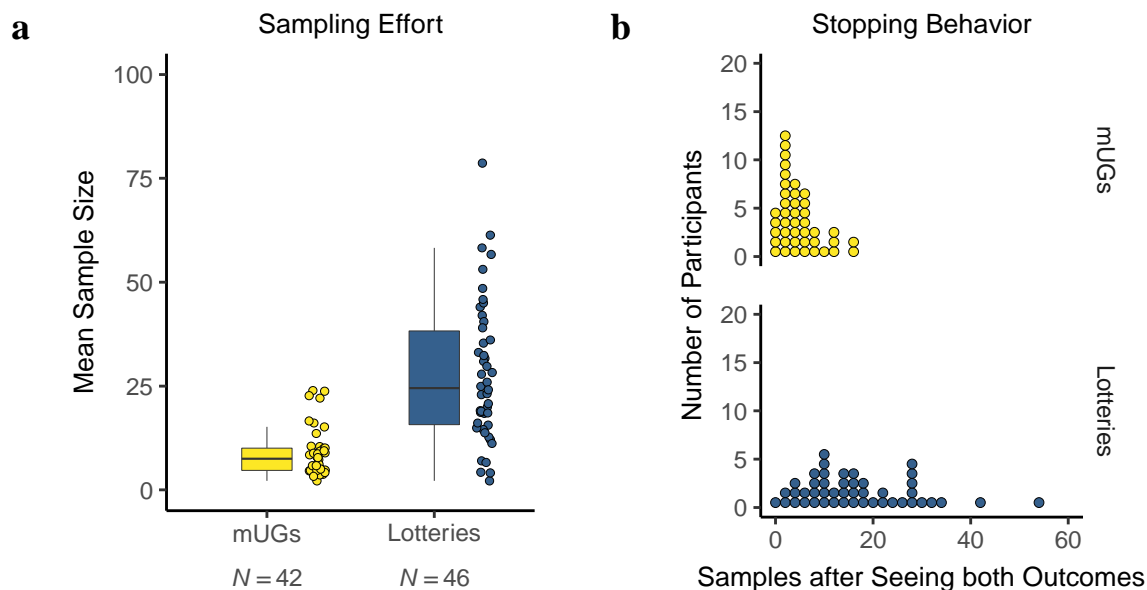 a
Sampling Effort
Mean Sample Size
100
75
50
25
0
mUGs
Lotteries
N = 42
N = 46
b
Stopping Behavior
Number of Participants
20
15
10
5
0
mUGs
20
15
10
5
0
Lotteries
0
20
40
60
Samples after Seeing both Outcomes